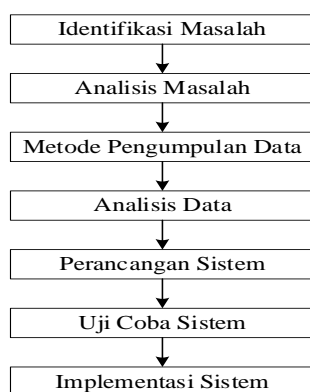 Identifikasi Masalah
Analisis Masalah
Metode Pengumpulan Data
Analisis Data
Perancangan Sistem
Uji Coba Sistem
Implementasi Sistem